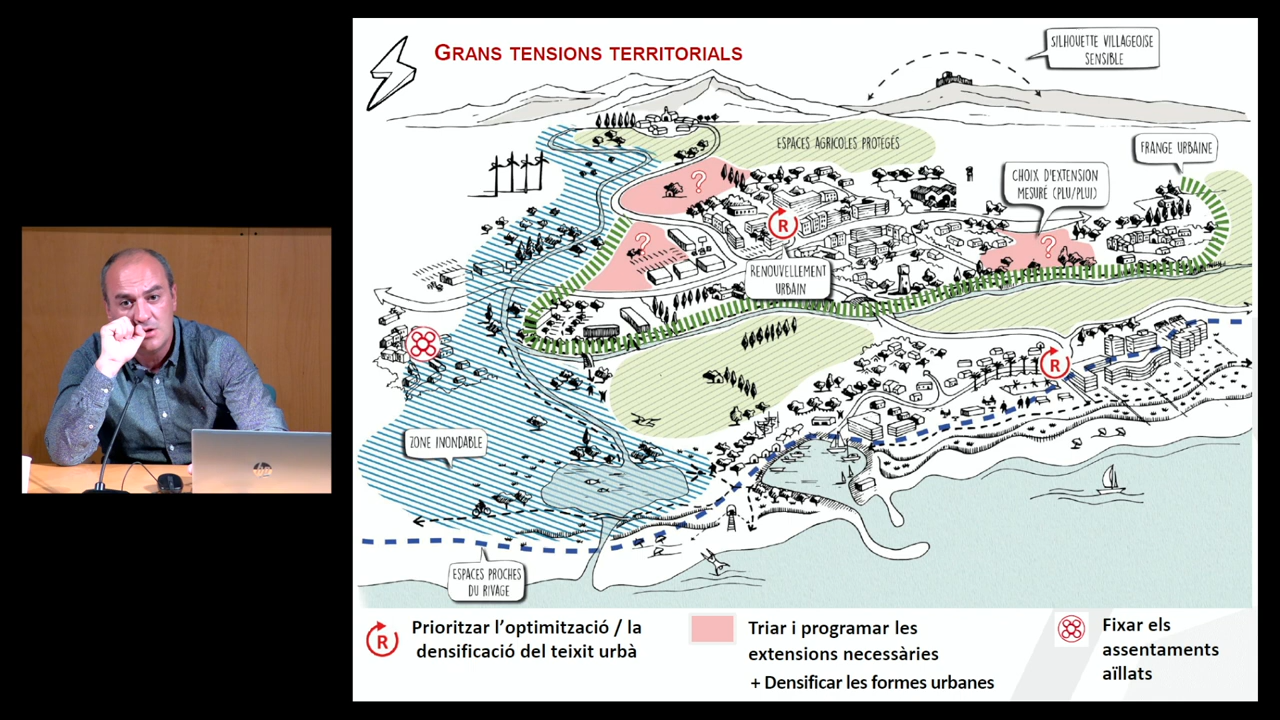 GRANS TENSIONS TERRITORIALS
SILHOUETTE VILLAGEOISE
SENSIBLE
ESPACES AGRICOLES PROTÉGÉS
FRANGE URBAINE
CHOIX D'EXTENSION
MESURÉ (PLU/PLUI)
?
?
?
R
RENOUVELLEMENT
URBAIN
R
ZONE INONDABLE
ESPACES PROCHES
DU RIVAGE
hp
R
Prioritzar l'optimització / la
densificació del teixit urbà
Triar i programar les
extensions necessàries
+ Densificar les formes urbanes
Fixar els
assentaments
aïllats